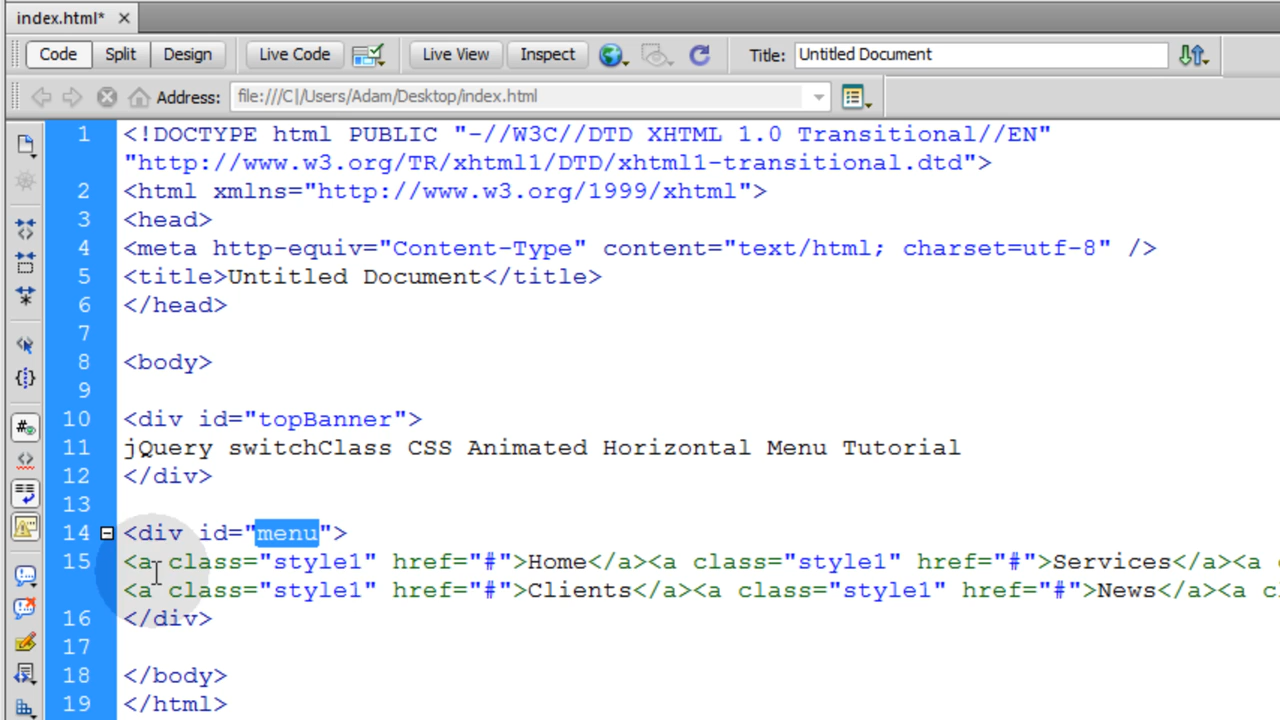 index.html* ×
Code Split Design Live Code Live View Inspect Title: Untitled Document
Address: file:///C|/Users/Adam/Desktop/index.html
1 <!DOCTYPE html PUBLIC "-//W3C//DTD XHTML 1.0 Transitional//EN"
"http://www.w3.org/TR/xhtml1/DTD/xhtml1-transitional.dtd">
2 <html xmlns="http://www.w3.org/1999/xhtml">
3 <head>
4 <meta http-equiv="Content-Type" content="text/html; charset=utf-8" />
5 <title>Untitled Document</title>
6 </head>
7
8 <body>
9
10 <div id="topBanner">
11 jQuery switchClass CSS Animated Horizontal Menu Tutorial
12 </div>
13
14 <div id="menu">
15 <a class="style1" href="#">Home</a><a class="style1" href="#">Services</a><a c
<a class="style1" href="#">Clients</a><a class="style1" href="#">News</a><a cl
16 </div>
17
18 </body>
19 </html>